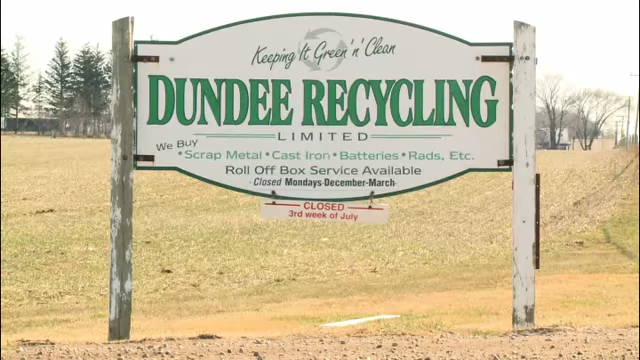 Keeping It Green 'n' Clean
DUNDEE RECYCLING
LIMITED
We Buy
• Scrap Metal • Cast Iron • Batteries • Rads, Etc.
Roll Off Box Service Available
Closed Mondays December-March
CLOSED
3rd week of July